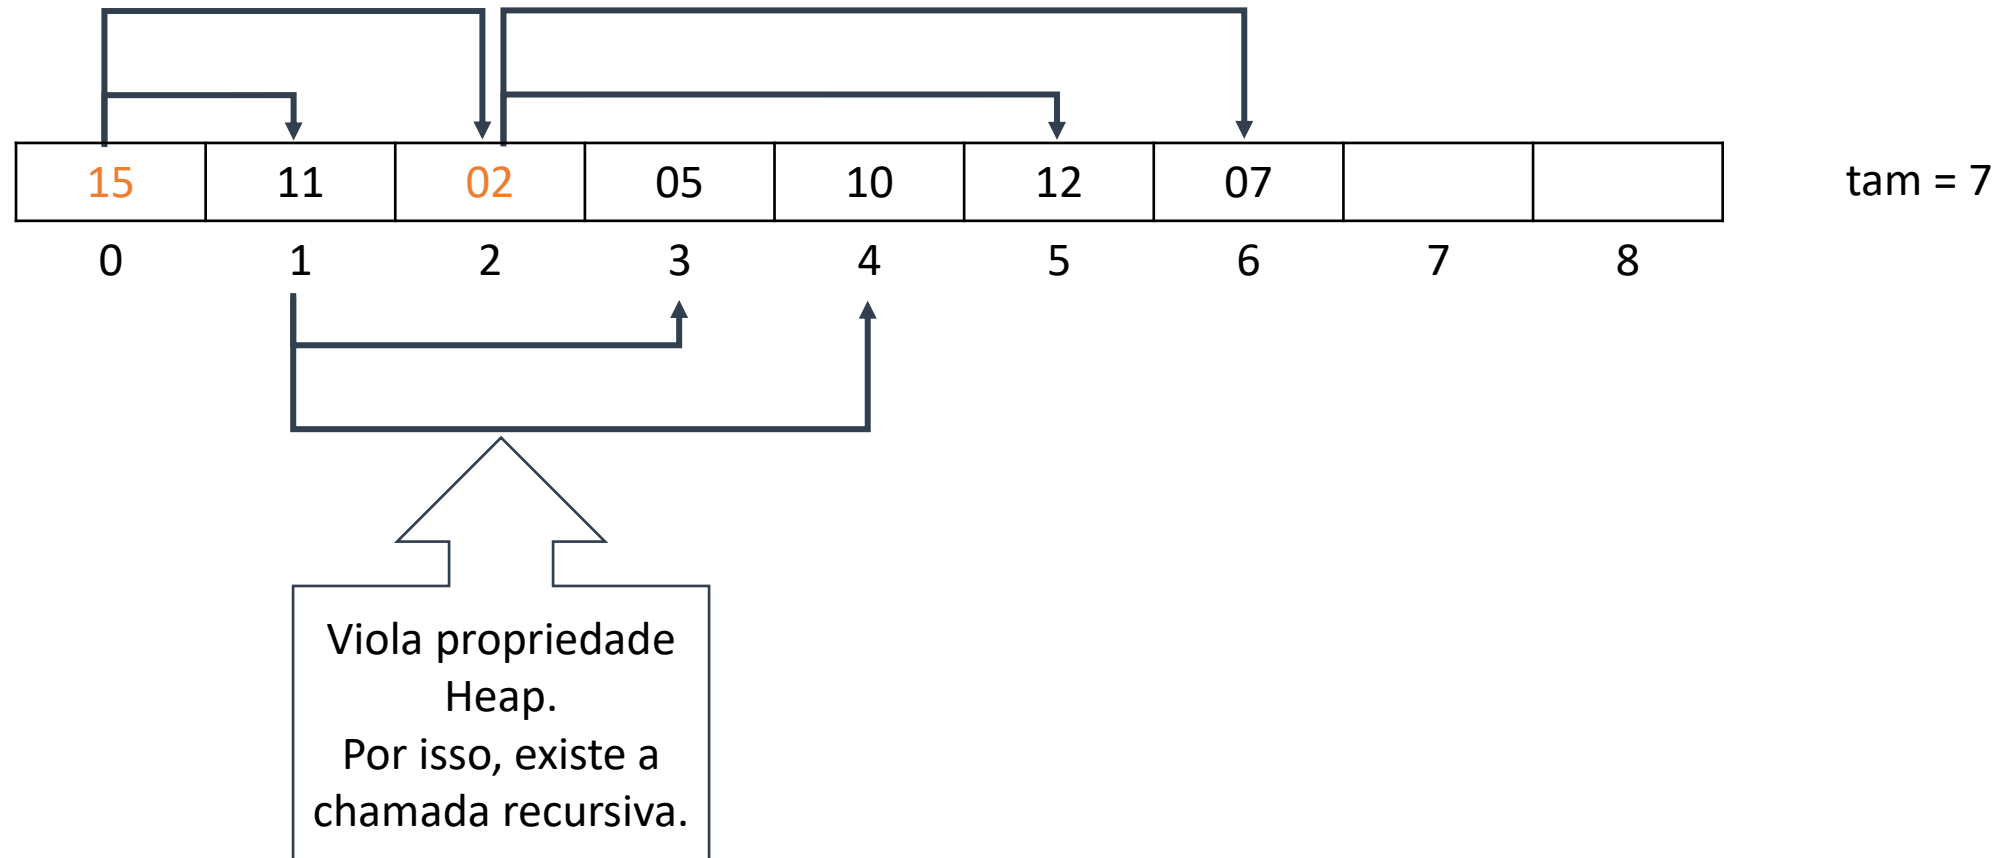 15 11 02 05 10 12 07 tam = 7
0 1 2 3 4 5 6 7 8
Viola propriedade
Heap.
Por isso, existe a
chamada recursiva.